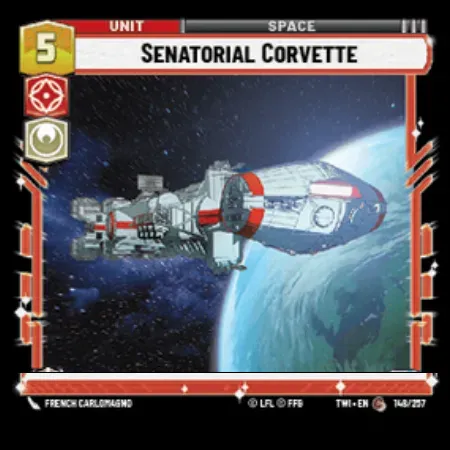 UNIT SPACE
5
SENATORIAL CORVETTE
FRENCH CARLOMAGNO © LFL Ⓟ FFG TWI • EN 148/257